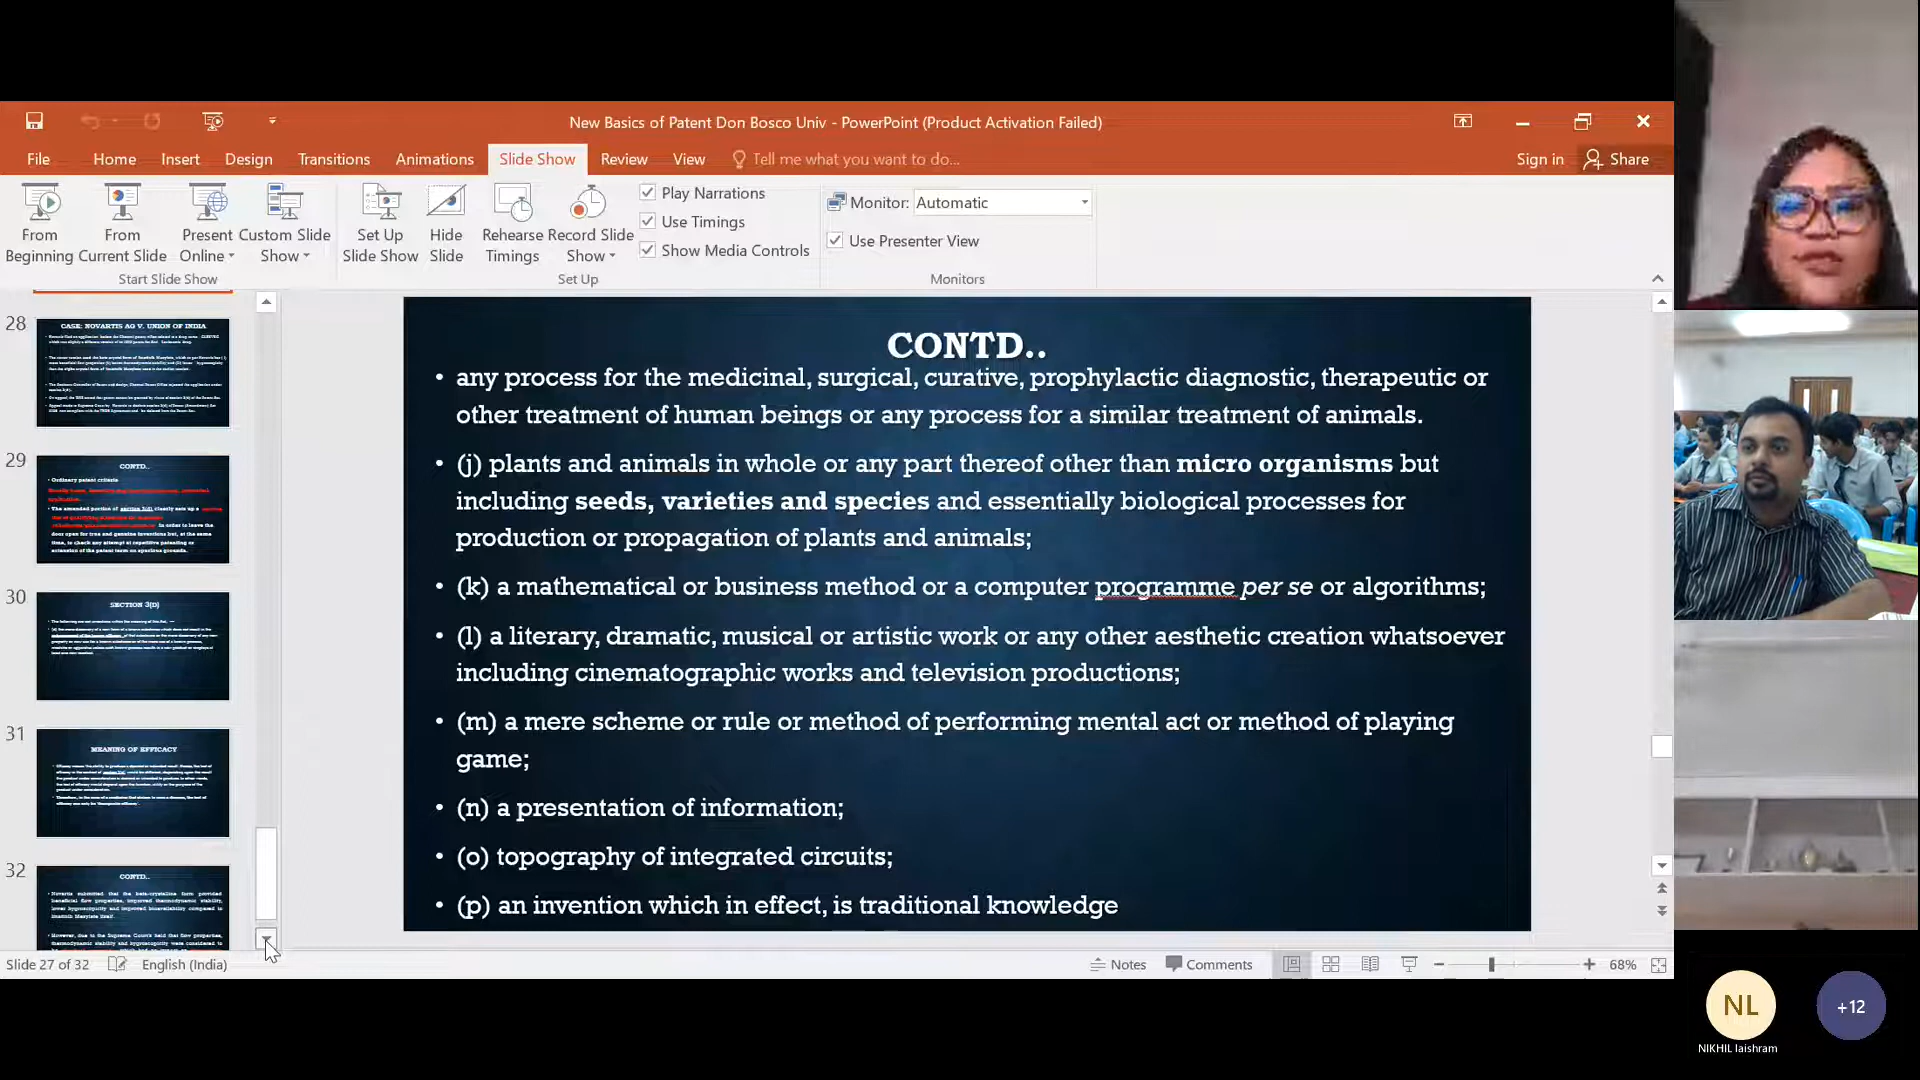 New Basics of Patent Don Bosco Univ - PowerPoint (Product Activation Failed)
File Home Insert Design Transitions Animations Slide Show Review View Tell me what you want to do... Sign in Share
From Beginning
From Current Slide
Present Online
Custom Slide Show
Set Up Slide Show
Hide Slide
Rehearse Timings
Record Slide Show
Play Narrations
Use Timings
Show Media Controls
Monitor: Automatic
Use Presenter View
Start Slide Show Set Up Monitors
28
CASE: NOVARTIS AG V. UNION OF INDIA
29
CONTD..
• Ordinary patent criteria
30
SECTION 3(D)
31
MEANING OF EFFICACY
32
CONTD..
CONTD..
• any process for the medicinal, surgical, curative, prophylactic diagnostic, therapeutic or
other treatment of human beings or any process for a similar treatment of animals.
• (j) plants and animals in whole or any part thereof other than micro organisms but
including seeds, varieties and species and essentially biological processes for
production or propagation of plants and animals;
• (k) a mathematical or business method or a computer programme per se or algorithms;
• (l) a literary, dramatic, musical or artistic work or any other aesthetic creation whatsoever
including cinematographic works and television productions;
• (m) a mere scheme or rule or method of performing mental act or method of playing
game;
• (n) a presentation of information;
• (o) topography of integrated circuits;
• (p) an invention which in effect, is traditional knowledge
Slide 27 of 32 English (India) Notes Comments 68%
NL
+12
NIKHIL laishram